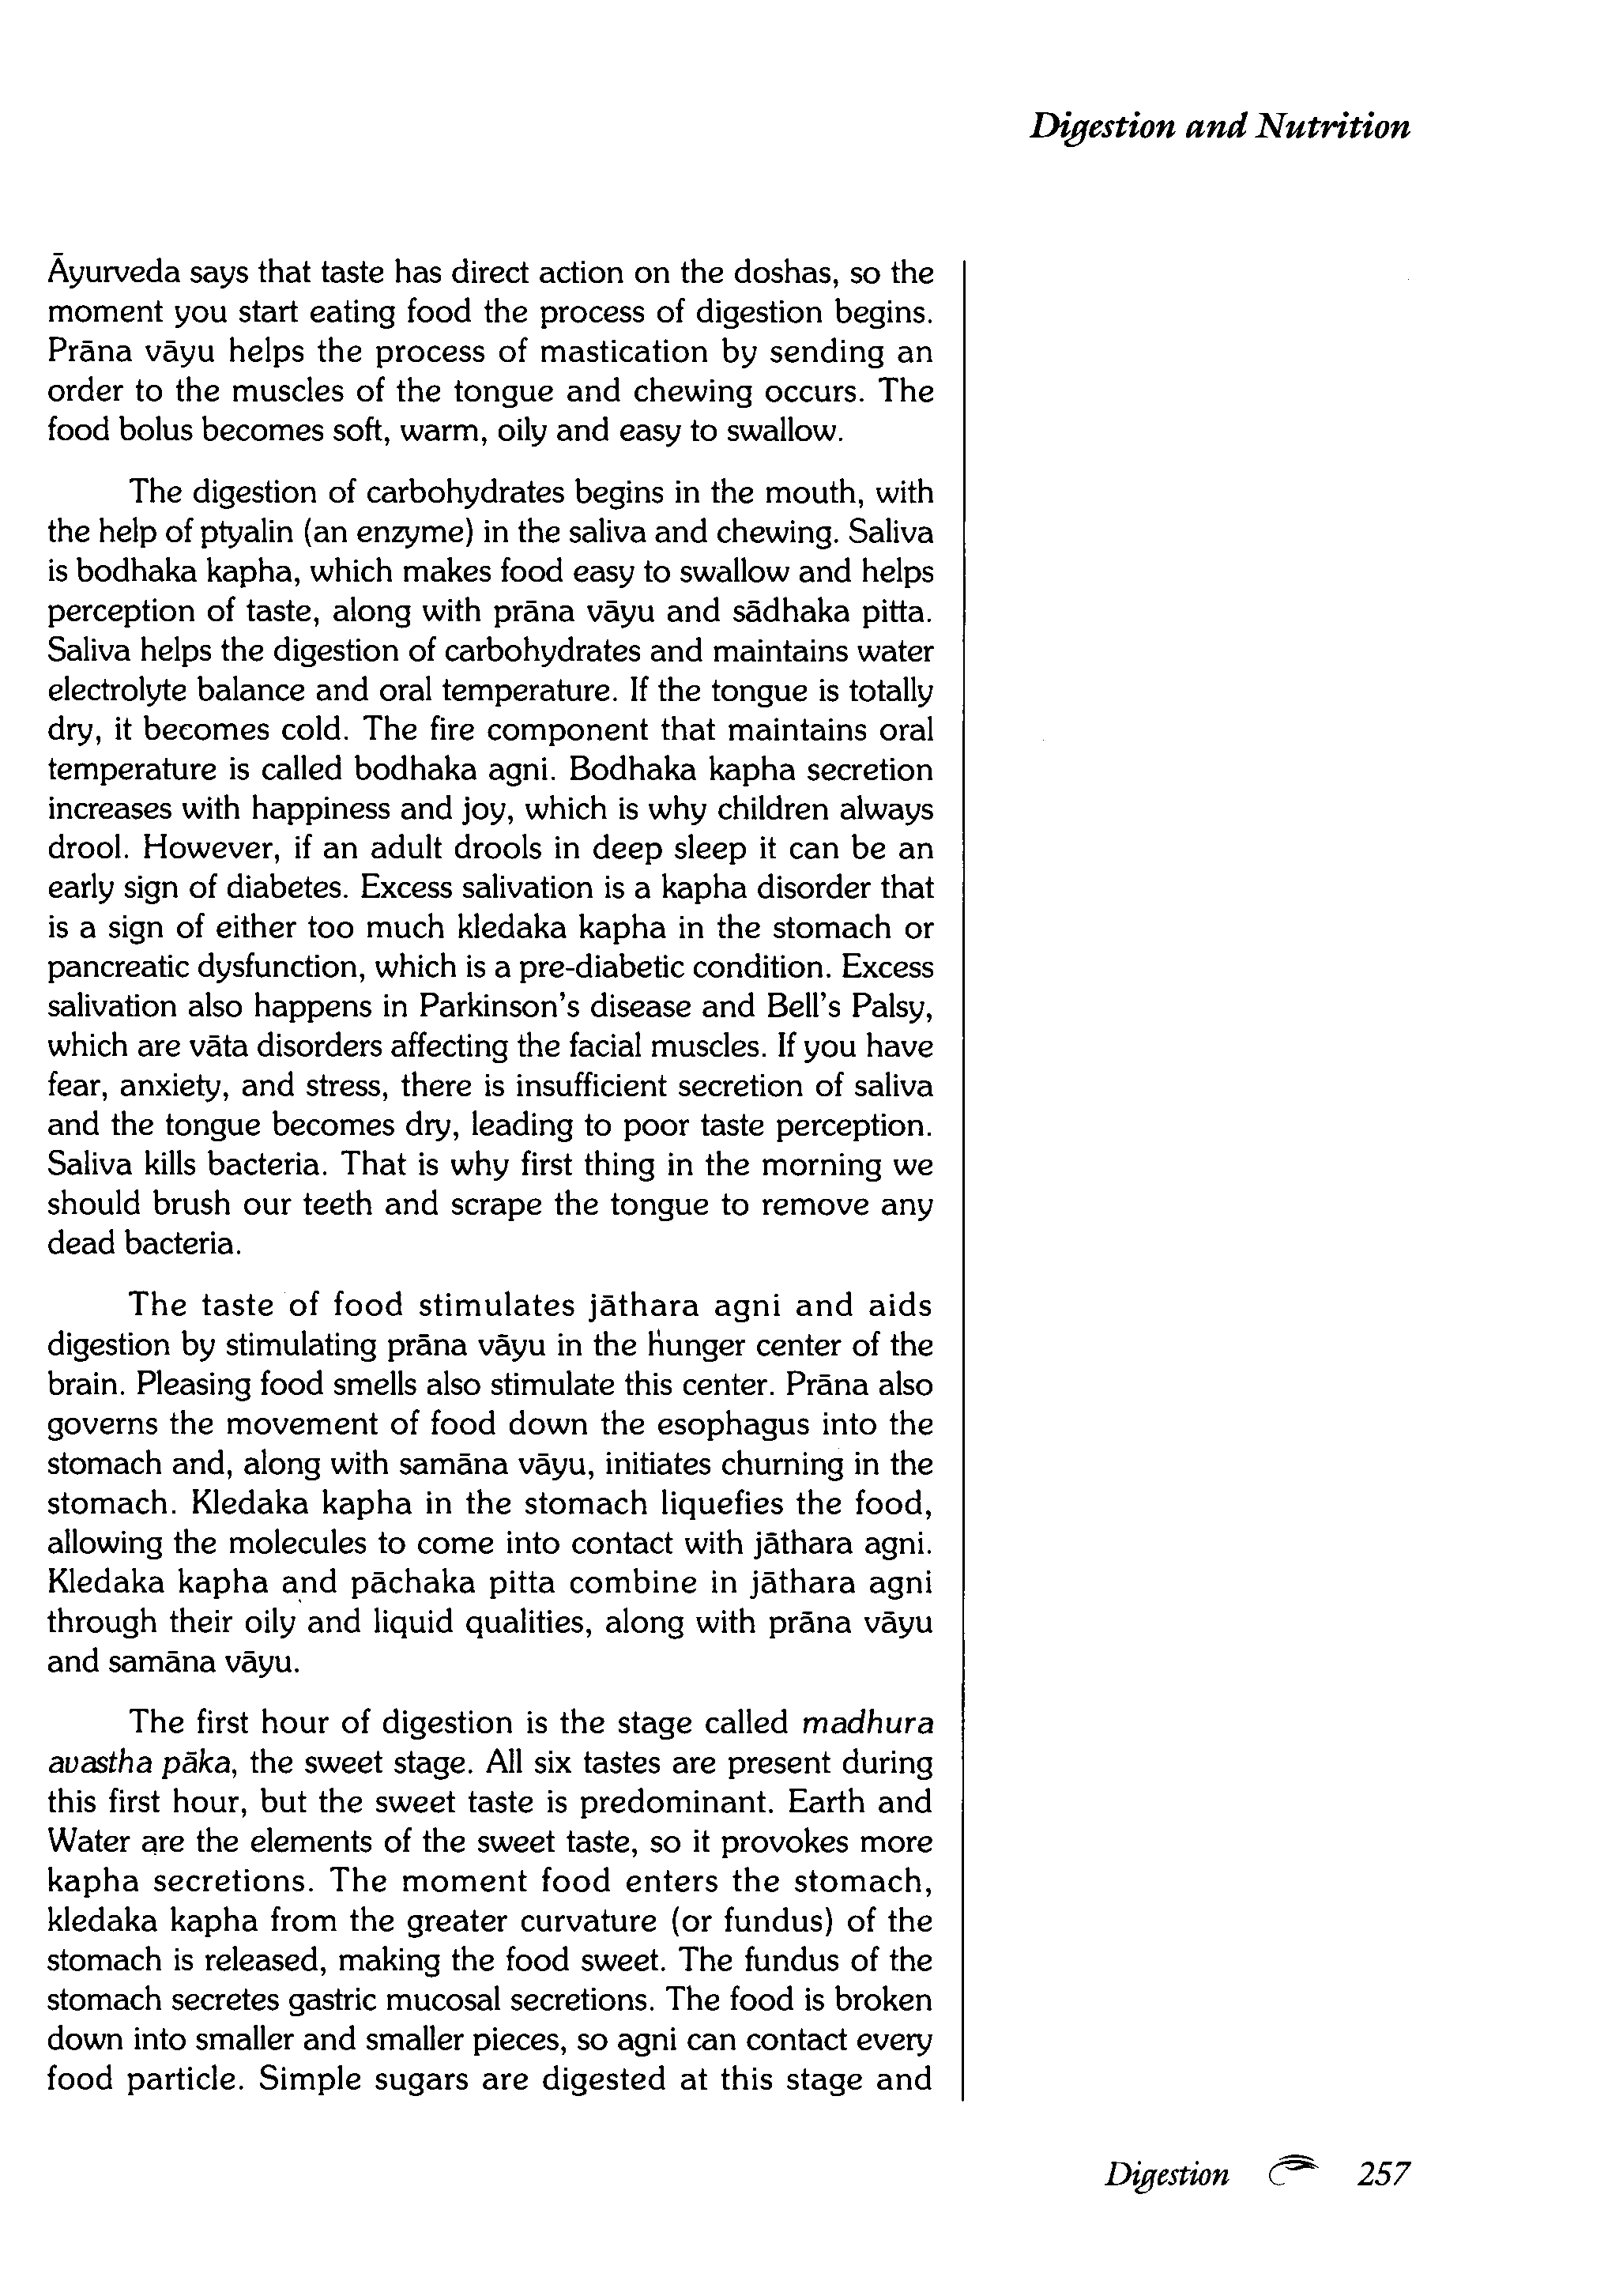 Digestion and Nutrition
Āyurveda says that taste has direct action on the doshas, so the
moment you start eating food the process of digestion begins.
Prāna vāyu helps the process of mastication by sending an
order to the muscles of the tongue and chewing occurs. The
food bolus becomes soft, warm, oily and easy to swallow.
The digestion of carbohydrates begins in the mouth, with
the help of ptyalin (an enzyme) in the saliva and chewing. Saliva
is bodhaka kapha, which makes food easy to swallow and helps
perception of taste, along with prāna vāyu and sādhaka pitta.
Saliva helps the digestion of carbohydrates and maintains water
electrolyte balance and oral temperature. If the tongue is totally
dry, it becomes cold. The fire component that maintains oral
temperature is called bodhaka agni. Bodhaka kapha secretion
increases with happiness and joy, which is why children always
drool. However, if an adult drools in deep sleep it can be an
early sign of diabetes. Excess salivation is a kapha disorder that
is a sign of either too much kledaka kapha in the stomach or
pancreatic dysfunction, which is a pre-diabetic condition. Excess
salivation also happens in Parkinson's disease and Bell's Palsy,
which are vāta disorders affecting the facial muscles. If you have
fear, anxiety, and stress, there is insufficient secretion of saliva
and the tongue becomes dry, leading to poor taste perception.
Saliva kills bacteria. That is why first thing in the morning we
should brush our teeth and scrape the tongue to remove any
dead bacteria.
The taste of food stimulates jāthara agni and aids
digestion by stimulating prāna vāyu in the hunger center of the
brain. Pleasing food smells also stimulate this center. Prāna also
governs the movement of food down the esophagus into the
stomach and, along with samāna vāyu, initiates churning in the
stomach. Kledaka kapha in the stomach liquefies the food,
allowing the molecules to come into contact with jāthara agni.
Kledaka kapha and pāchaka pitta combine in jāthara agni
through their oily and liquid qualities, along with prāna vāyu
and samāna vāyu.
The first hour of digestion is the stage called madhura
avastha pāka, the sweet stage. All six tastes are present during
this first hour, but the sweet taste is predominant. Earth and
Water are the elements of the sweet taste, so it provokes more
kapha secretions. The moment food enters the stomach,
kledaka kapha from the greater curvature (or fundus) of the
stomach is released, making the food sweet. The fundus of the
stomach secretes gastric mucosal secretions. The food is broken
down into smaller and smaller pieces, so agni can contact every
food particle. Simple sugars are digested at this stage and
Digestion 257